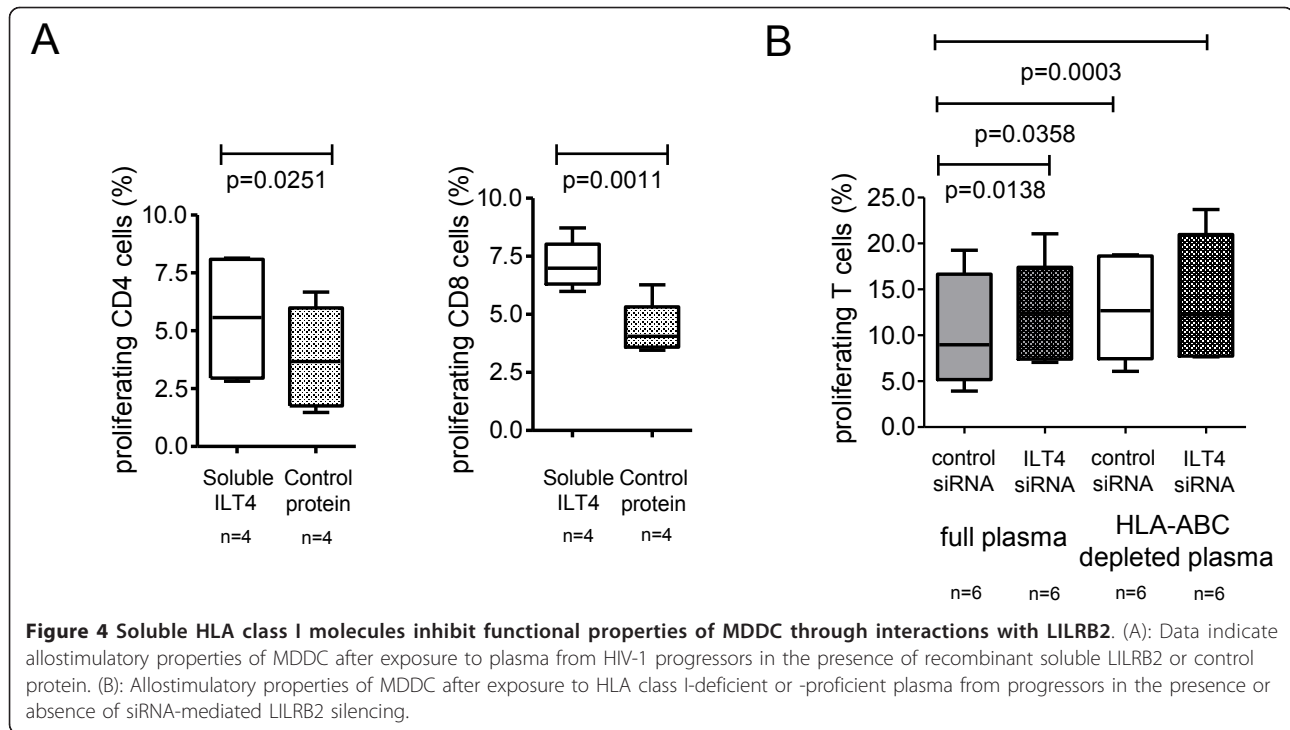 A
p=0.0251
proliferating CD4 cells (%)
10.0
7.5
5.0
2.5
0.0
Soluble Control
ILT4 protein
n=4 n=4
p=0.0011
proliferating CD8 cells (%)
10.0
7.5
5.0
2.5
0.0
Soluble Control
ILT4 protein
n=4 n=4
B
p=0.0003
p=0.0358
p=0.0138
proliferating T cells (%)
25.0
20.0
15.0
10.0
5.0
0.0
control ILT4 control ILT4
siRNA siRNA siRNA siRNA
full plasma HLA-ABC
depleted plasma
n=6 n=6 n=6 n=6
Figure 4 Soluble HLA class I molecules inhibit functional properties of MDDC through interactions with LILRB2. (A): Data indicate
allostimulatory properties of MDDC after exposure to plasma from HIV-1 progressors in the presence of recombinant soluble LILRB2 or control
protein. (B): Allostimulatory properties of MDDC after exposure to HLA class I-deficient or -proficient plasma from progressors in the presence or
absence of siRNA-mediated LILRB2 silencing.